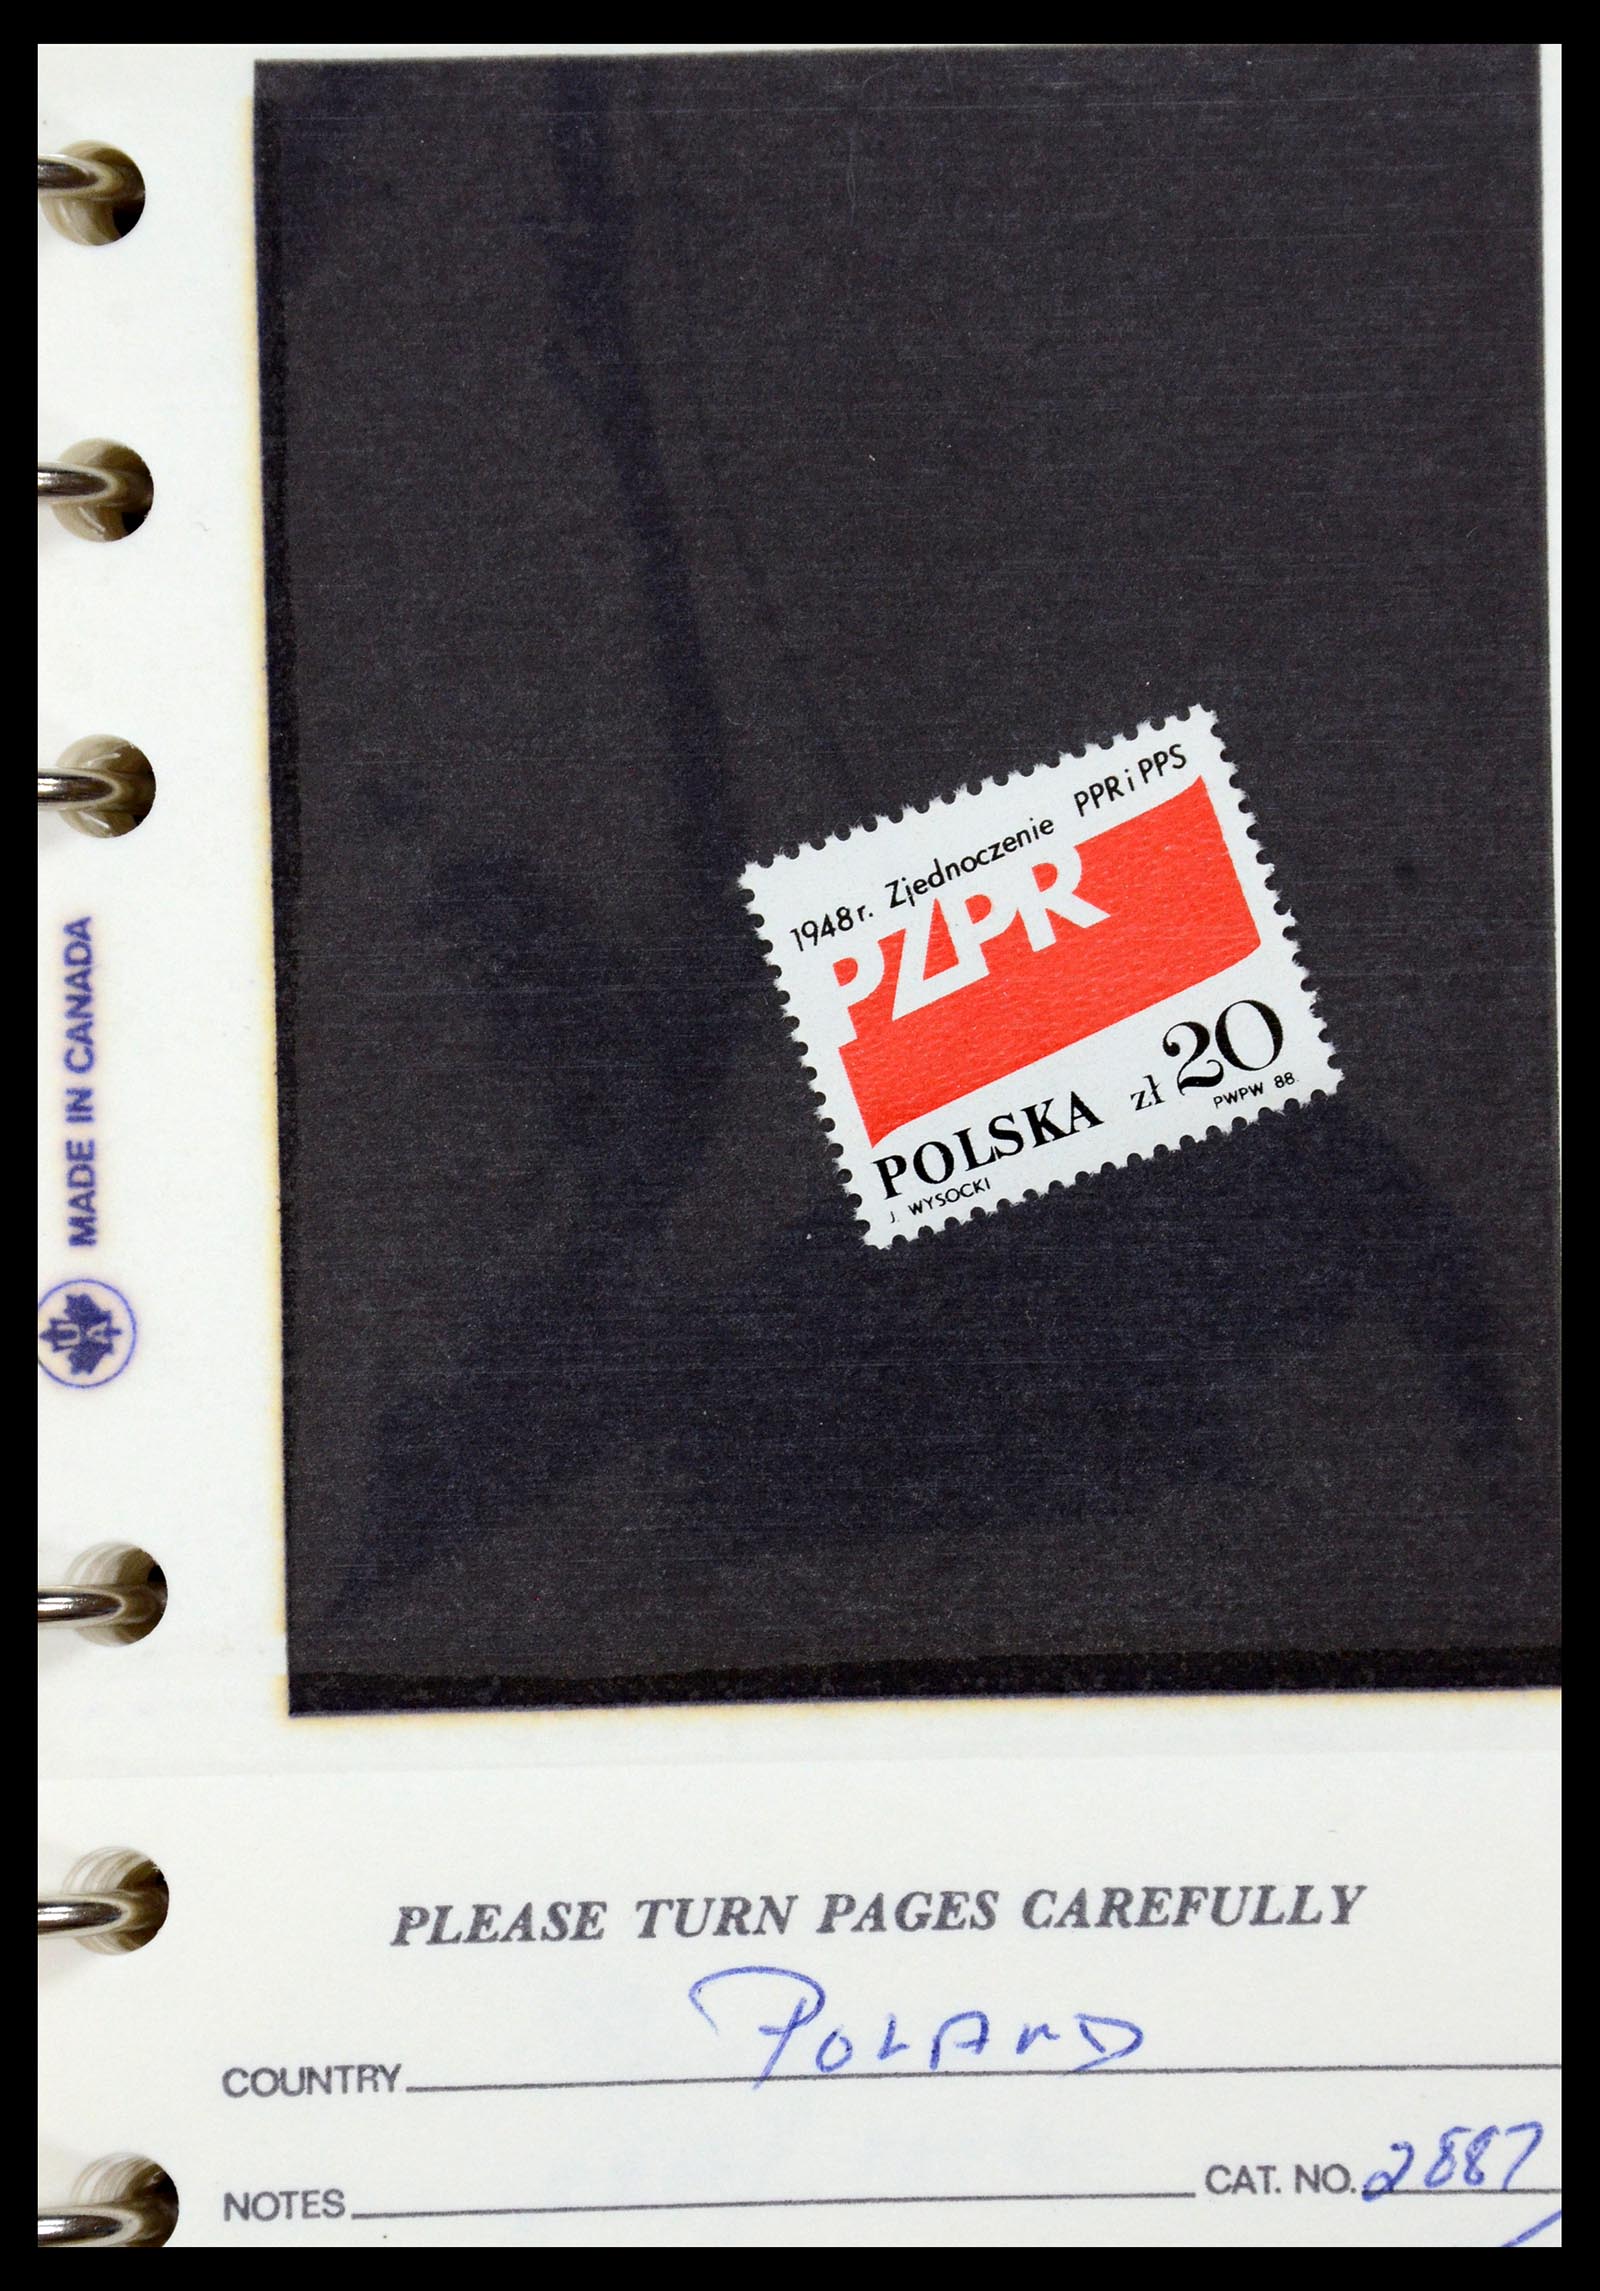 1948r. Zjednoczenie PPR i PPS
PZPR
POLSKA zł 20
J. WYSOCKI PWPW 88.
MADE IN CANADA
PLEASE TURN PAGES CAREFULLY
COUNTRY POLAND
NOTES CAT. NO. 2887